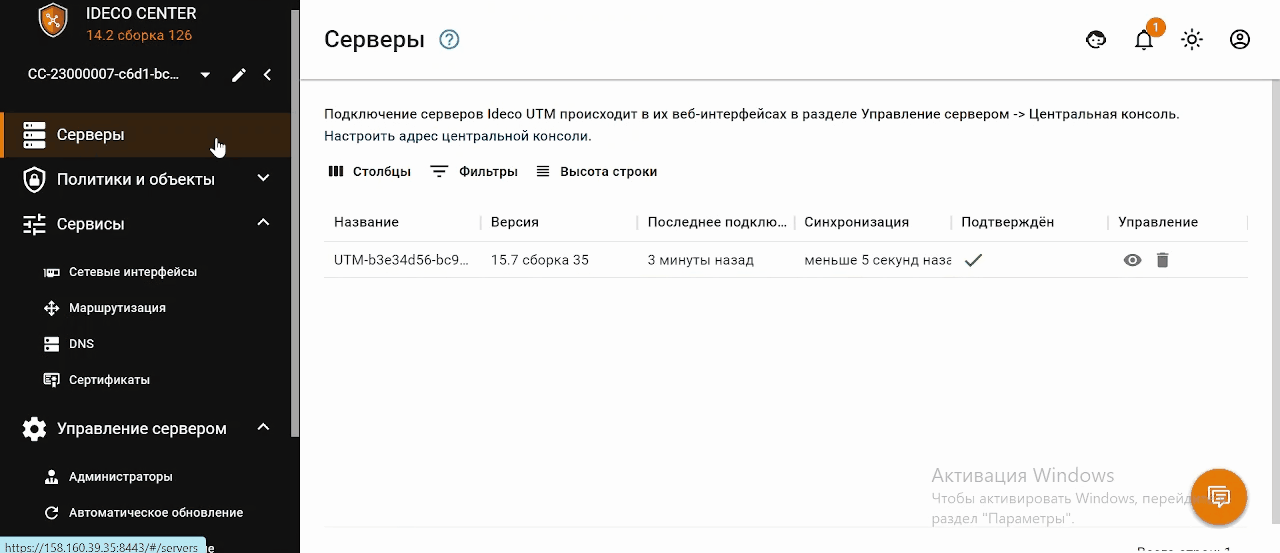 IDECO CENTER
14.2 сборка 126
CC-23000007-c6d1-bc...
Серверы
Политики и объекты
Сервисы
Сетевые интерфейсы
Маршрутизация
DNS
Сертификаты
Управление сервером
Администраторы
Автоматическое обновление
https://158.160.39.35:8443/#/servers
Серверы
1
Подключение серверов Ideco UTM происходит в их веб-интерфейсах в разделе Управление сервером -> Центральная консоль.
Настроить адрес центральной консоли.
Столбцы Фильтры Высота строки
Название Версия Последнее подклю... Синхронизация Подтверждён Управление
UTM-b3e34d56-bc9... 15.7 сборка 35 3 минуты назад меньше 5 секунд наза
Активация Windows
Чтобы активировать Windows, перейди
раздел "Параметры".
Всего строк: 1